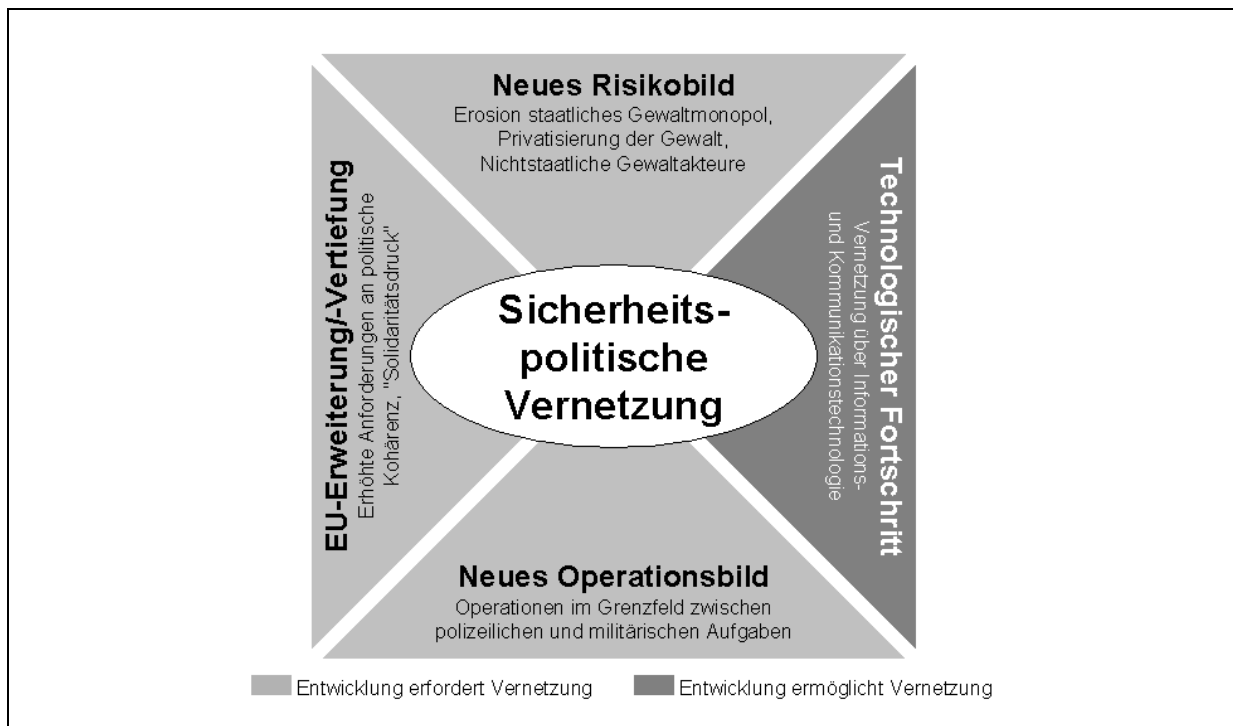 Neues Risikobild
Erosion staatliches Gewaltmonopol,
Privatisierung der Gewalt,
Nichtstaatliche Gewaltakteure
EU-Erweiterung/-Vertiefung
Erhöhte Anforderungen an politische
Kohärenz, "Solidaritätsdruck"
Sicherheits-
politische
Vernetzung
Technologischer Fortschritt
Vernetzung über Informations-
und Kommunikationstechnologie
Neues Operationsbild
Operationen im Grenzfeld zwischen
polizeilichen und militärischen Aufgaben
Entwicklung erfordert Vernetzung
Entwicklung ermöglicht Vernetzung